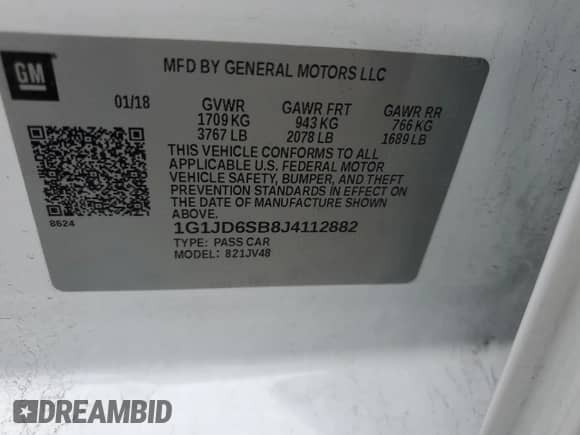 GM
MFD BY GENERAL MOTORS LLC
01/18 GVWR GAWR FRT GAWR RR
1709 KG 943 KG 766 KG
3767 LB 2078 LB 1689 LB
THIS VEHICLE CONFORMS TO ALL
APPLICABLE U.S. FEDERAL MOTOR
VEHICLE SAFETY, BUMPER, AND THEFT
PREVENTION STANDARDS IN EFFECT ON
THE DATE OF MANUFACTURE SHOWN
ABOVE.
8624
1G1JD6SB8J4112882
TYPE: PASS CAR
MODEL: 821JV48
DREAMBID